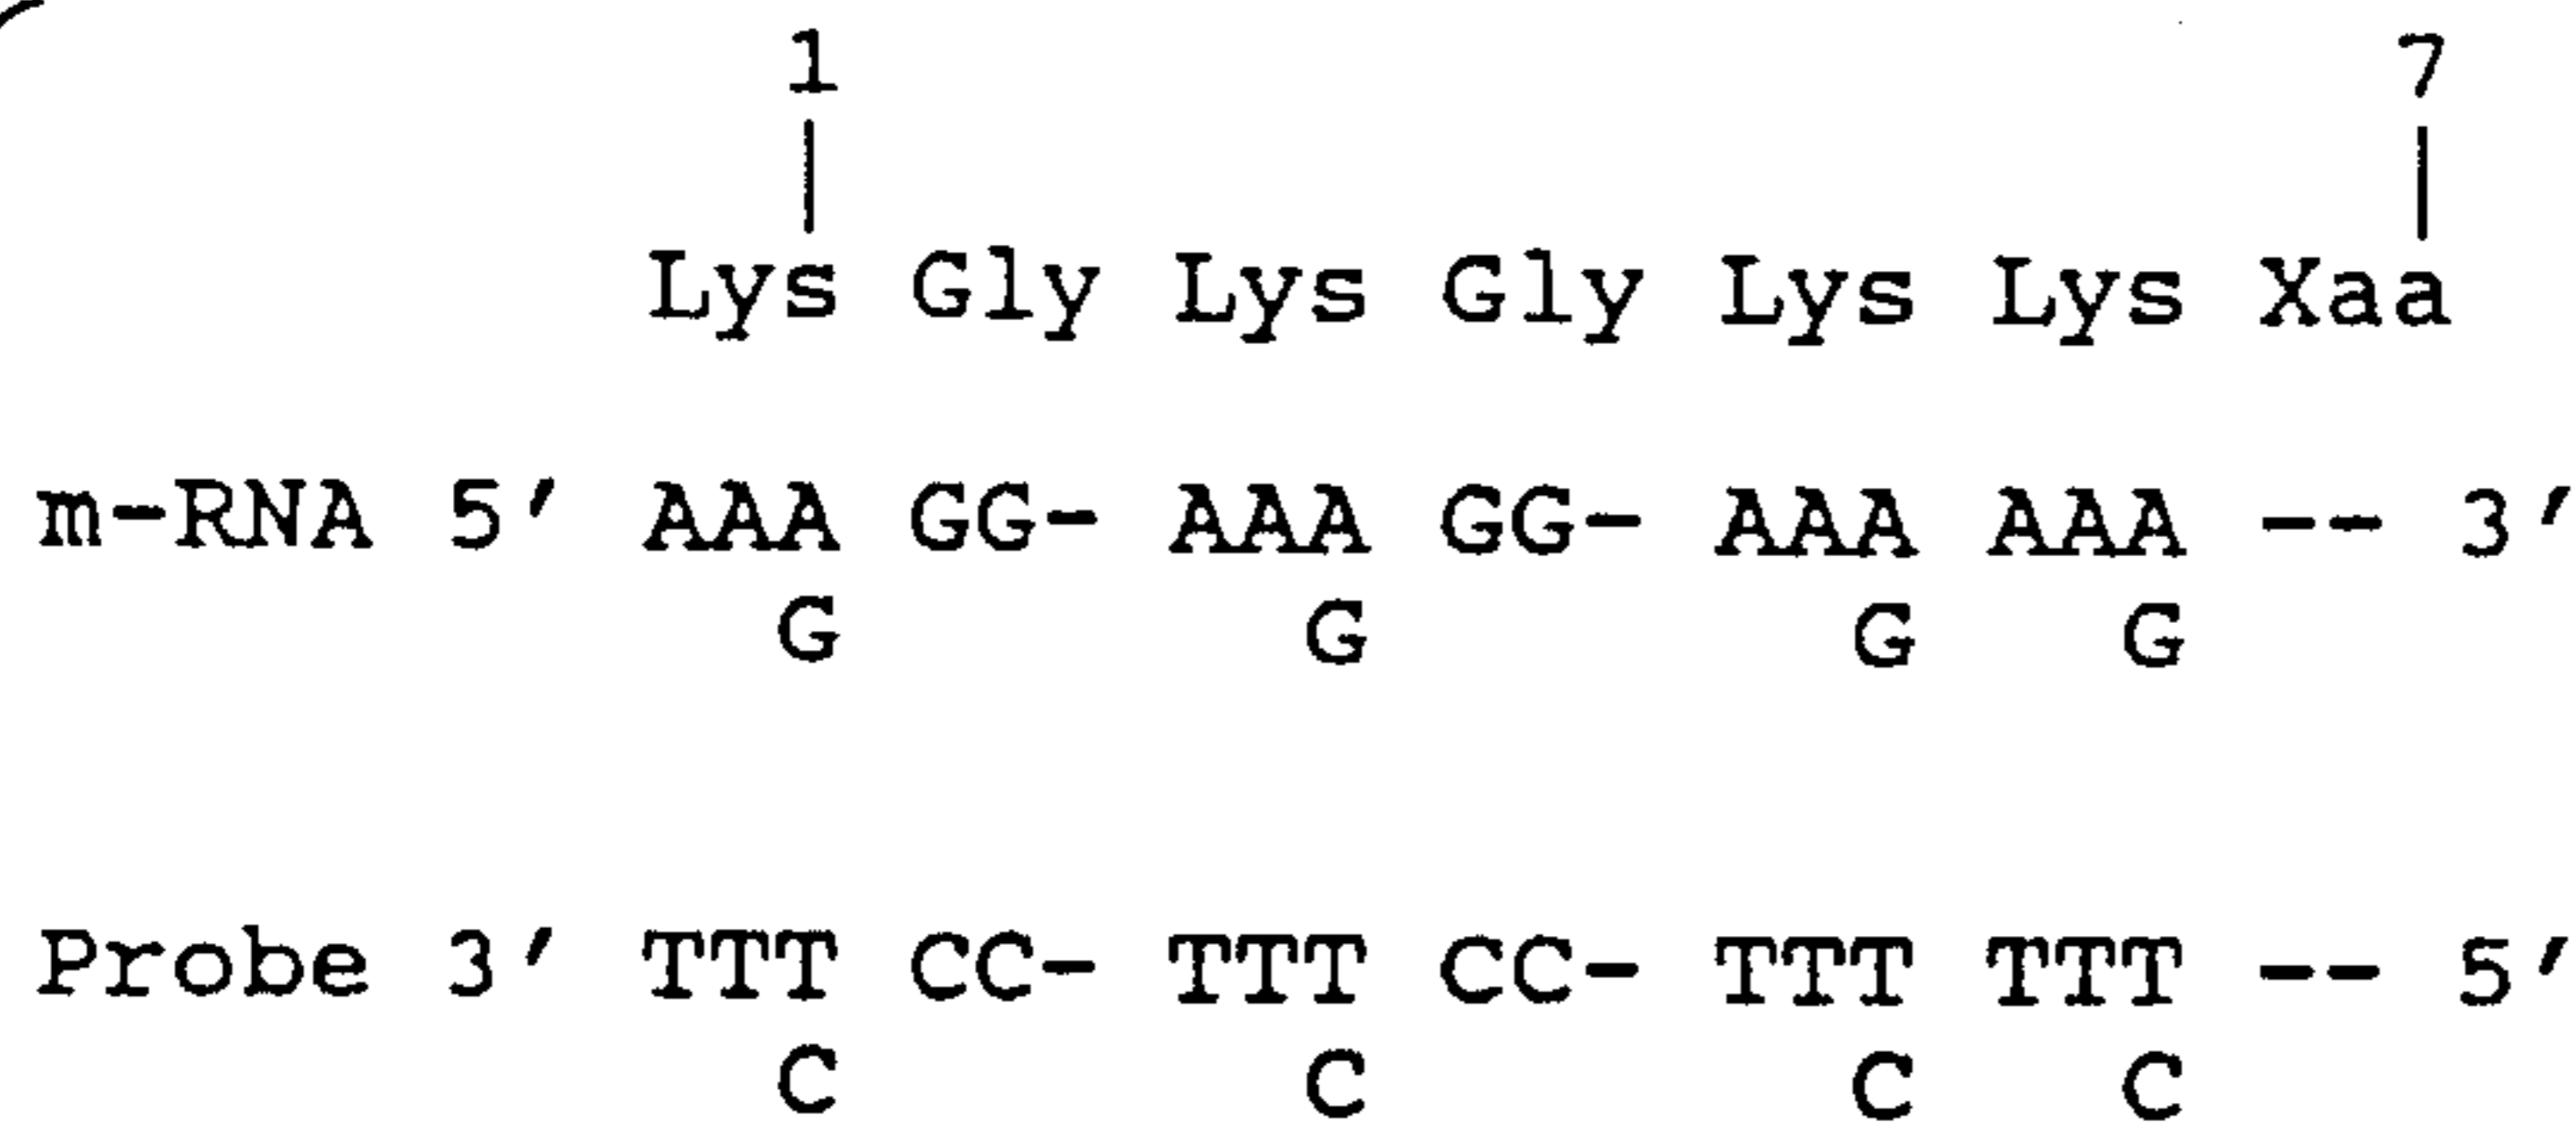 1 7
Lys Gly Lys Gly Lys Lys Xaa
m-RNA 5' AAA GG- AAA GG- AAA AAA -- 3'
G G G G
Probe 3' TTT CC- TTT CC- TTT TTT -- 5'
C C C C